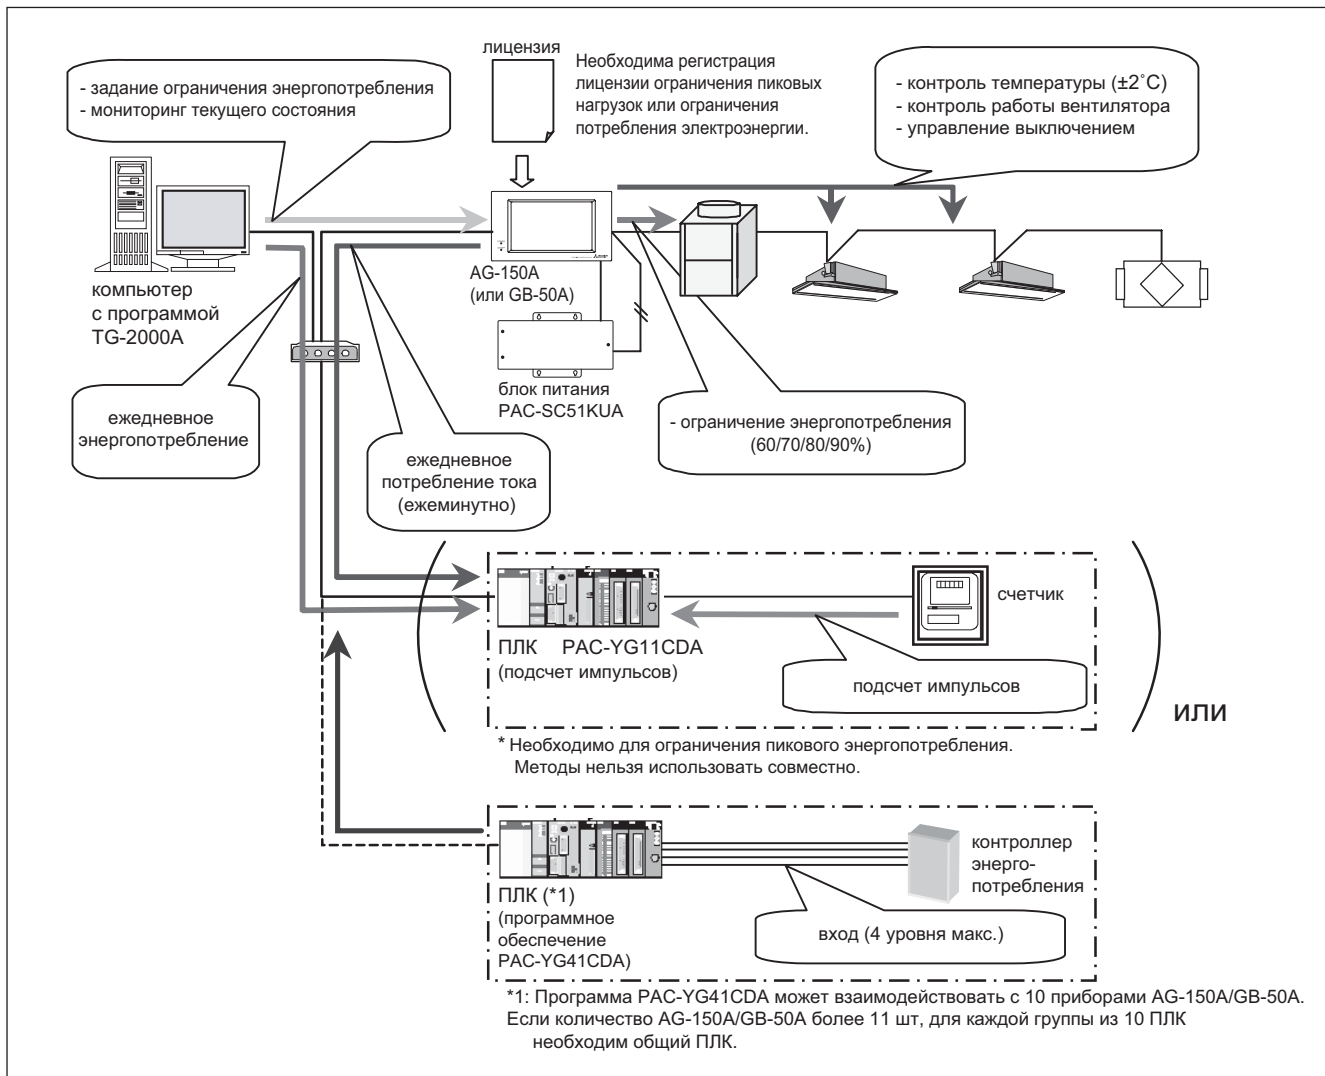 лицензия
Необходима регистрация
лицензии ограничения пиковых
нагрузок или ограничения
потребления электроэнергии.
- задание ограничения энергопотребления
- мониторинг текущего состояния
- контроль температуры (±2˚С)
- контроль работы вентилятора
- управление выключением
компьютер
с программой
TG-2000A
AG-150A
(или GB-50A)
блок питания
PAC-SC51KUA
ежедневное
энергопотребление
ежедневное
потребление тока
(ежеминутно)
- ограничение энергопотребления
(60/70/80/90%)
счетчик
ПЛК PAC-YG11CDA
(подсчет импульсов)
подсчет импульсов
или
* Необходимо для ограничения пикового энергопотребления.
Методы нельзя использовать совместно.
контроллер
энерго-
потребления
ПЛК (*1)
(программное
обеспечение
PAC-YG41CDA)
вход (4 уровня макс.)
*1: Программа PAC-YG41CDA может взаимодействовать с 10 приборами AG-150A/GB-50A.
Если количество AG-150A/GB-50A более 11 шт, для каждой группы из 10 ПЛК
необходим общий ПЛК.